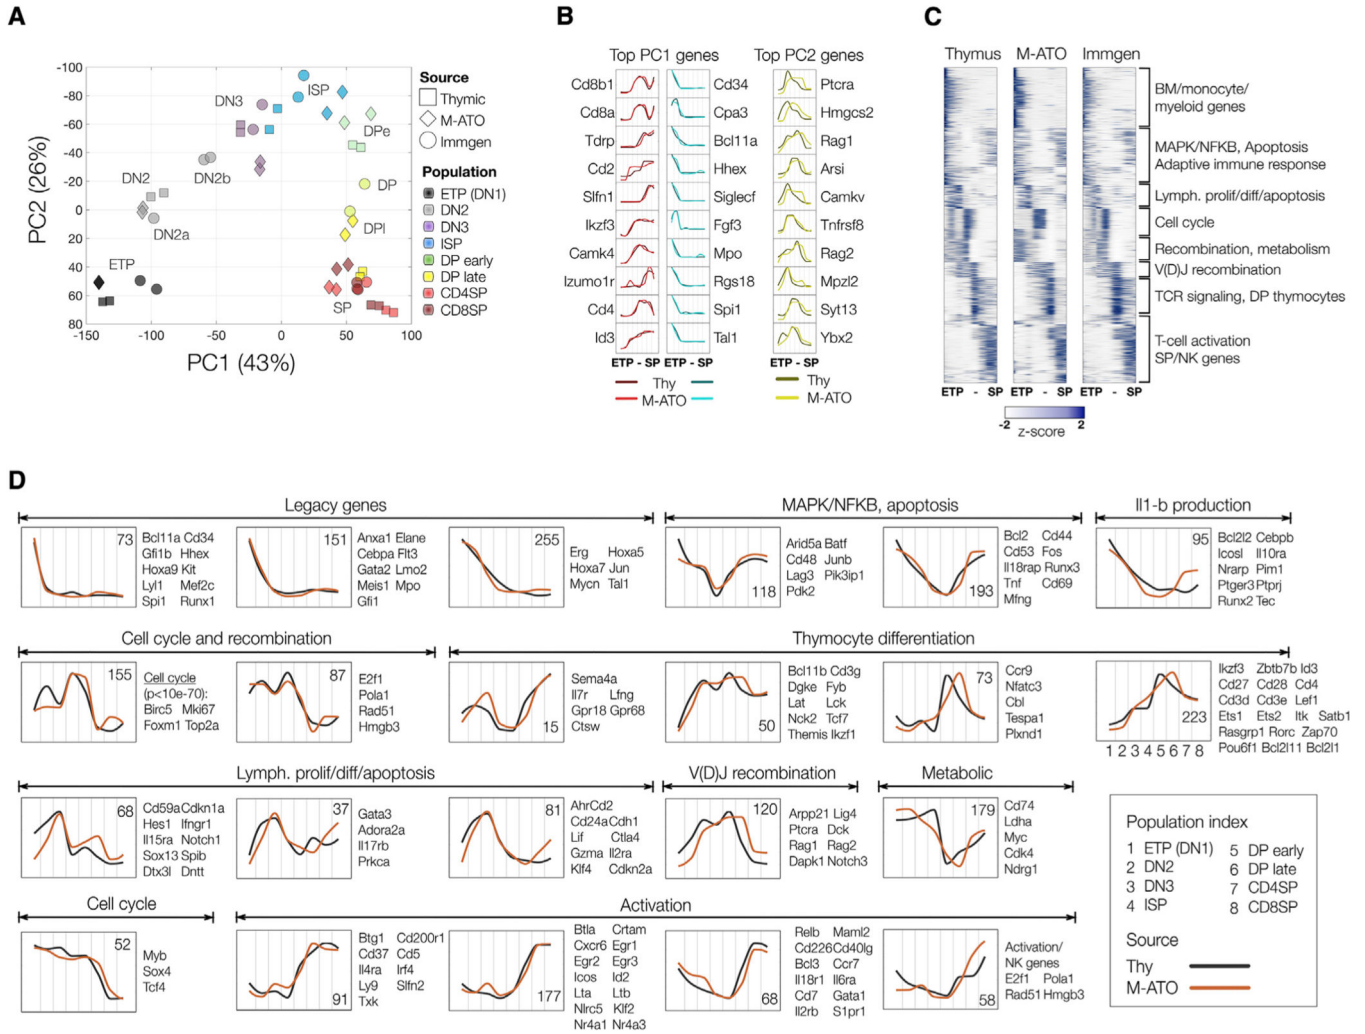 A
PC2 (26%)
-100
-80
-60
-40
-20
0
20
40
60
80
-150
-100
-50
0
50
100
PC1 (43%)
DN3
ISP
DPe
DN2
DN2b
DP
DN2a
DPl
ETP
SP
Source
Thymic
M-ATO
Immgen
Population
ETP (DN1)
DN2
DN3
ISP
DP early
DP late
CD4SP
CD8SP
B
Top PC1 genes
Cd8b1
Cd8a
Tdrp
Cd2
Slfn1
Ikzf3
Camk4
Izumo1r
Cd4
Id3
Cd34
Cpa3
Bcl11a
Hhex
Siglecf
Fgf3
Mpo
Rgs18
Spi1
Tal1
ETP - SP
ETP - SP
Thy
M-ATO
Top PC2 genes
Ptcra
Hmgcs2
Rag1
Arsi
Camkv
Tnfrsf8
Rag2
Mpzl2
Syt13
Ybx2
ETP - SP
Thy
M-ATO
C
Thymus
M-ATO
Immgen
BM/monocyte/
myeloid genes
MAPK/NFKB, Apoptosis
Adaptive immune response
Lymph. prolif/diff/apoptosis
Cell cycle
Recombination, metabolism
V(D)J recombination
TCR signaling, DP thymocytes
T-cell activation
SP/NK genes
ETP - SP
ETP - SP
ETP - SP
-2
2
z-score
D
Legacy genes
73
Bcl11a Cd34
Gfi1b Hhex
Hoxa9 Kit
Lyl1 Mef2c
Spi1 Runx1
151
Anxa1 Elane
Cebpa Flt3
Gata2 Lmo2
Meis1 Mpo
Gfi1
255
Erg Hoxa5
Hoxa7 Jun
Mycn Tal1
MAPK/NFKB, apoptosis
118
Arid5a Batf
Cd48 Junb
Lag3 Pik3ip1
Pdk2
193
Bcl2 Cd44
Cd53 Fos
Il18rap Runx3
Tnf Cd69
Mfng
Il1-b production
95
Bcl2l2 Cebpb
Icosl Il10ra
Nrarp Pim1
Ptger3 Ptprj
Runx2 Tec
Cell cycle and recombination
155
Cell cycle
(p<10e-70):
Birc5 Mki67
Foxm1 Top2a
87
E2f1
Pola1
Rad51
Hmgb3
Thymocyte differentiation
15
Sema4a
Il7r Lfng
Gpr18 Gpr68
Ctsw
50
Bcl11b Cd3g
Dgke Fyb
Lat Lck
Nck2 Tcf7
Themis Ikzf1
73
Ccr9
Nfatc3
Cbl
Tespa1
Plxnd1
223
1 2 3 4 5 6 7 8
Ikzf3 Zbtb7b Id3
Cd27 Cd28 Cd4
Cd3d Cd3e Lef1
Ets1 Ets2 Itk Satb1
Rasgrp1 Rorc Zap70
Pou6f1 Bcl2l11 Bcl2l1
Lymph. prolif/diff/apoptosis
68
Cd59a Cdkn1a
Hes1 Ifngr1
Il15ra Notch1
Sox13 Spib
Dtx3l Dntt
37
Gata3
Adora2a
Il17rb
Prkca
81
Ahr Cd2
Cd24a Cdh1
Lif Ctla4
Gzma Il2ra
Klf4 Cdkn2a
V(D)J recombination
120
Arpp21 Lig4
Ptcra Dck
Rag1 Rag2
Dapk1 Notch3
Metabolic
179
Cd74
Ldha
Myc
Cdk4
Ndrg1
Cell cycle
52
Myb
Sox4
Tcf4
Activation
91
Btg1 Cd200r1
Cd37 Cd5
Il4ra Irf4
Ly9 Slfn2
Txk
177
Btla Crtam
Cxcr6 Egr1
Egr2 Egr3
Icos Id2
Lta Ltb
Nlrc5 Klf2
Nr4a1 Nr4a3
68
Relb Maml2
Cd226 Cd40lg
Bcl3 Ccr7
Il18r1 Il6ra
Cd7 Gata1
Il2rb S1pr1
58
Activation/
NK genes
E2f1 Pola1
Rad51 Hmgb3
Population index
1 ETP (DN1)
2 DN2
3 DN3
4 ISP
5 DP early
6 DP late
7 CD4SP
8 CD8SP
Source
Thy
M-ATO